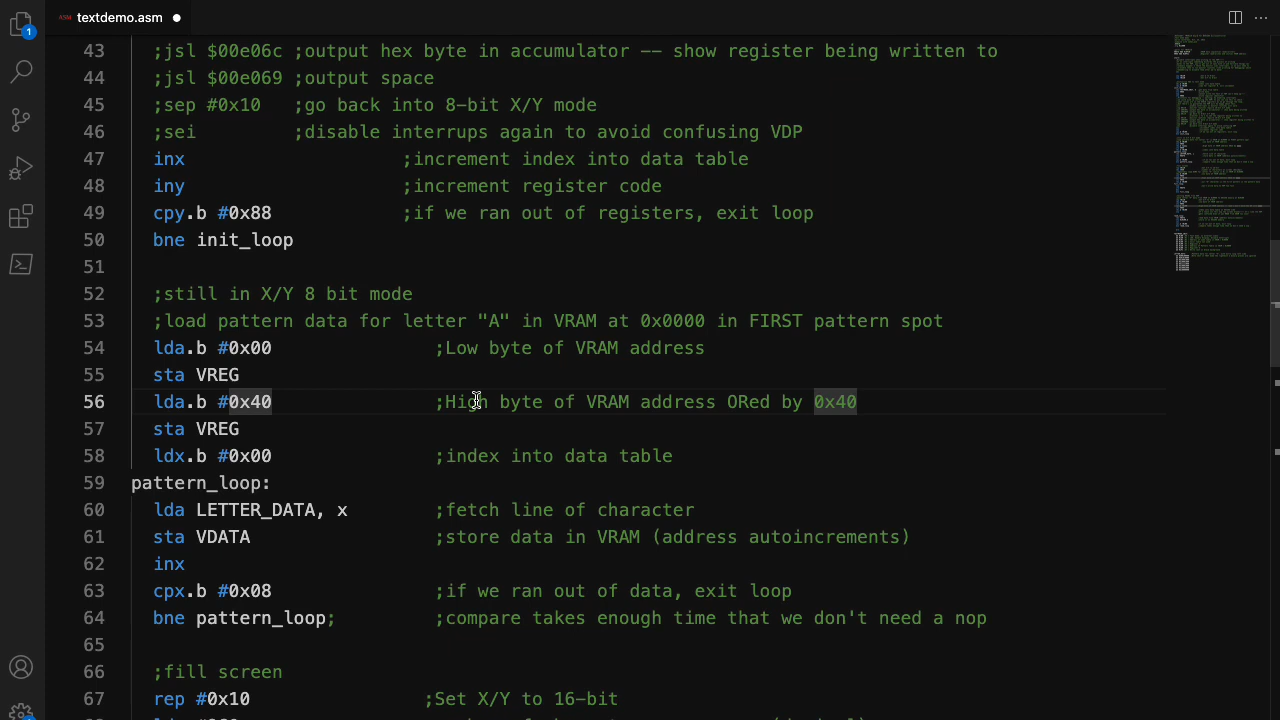 1
ASM textdemo.asm
43 ;jsl $00e06c ;output hex byte in accumulator -- show register being written to
44 ;jsl $00e069 ;output space
45 ;sep #0x10 ;go back into 8-bit X/Y mode
46 ;sei ;disable interrups again to avoid confusing VDP
47 inx ;increment index into data table
48 iny ;increment register code
49 cpy.b #0x88 ;if we ran out of registers, exit loop
50 bne init_loop
51
52 ;still in X/Y 8 bit mode
53 ;load pattern data for letter "A" in VRAM at 0x0000 in FIRST pattern spot
54 lda.b #0x00 ;Low byte of VRAM address
55 sta VREG
56 lda.b #0x40 ;High byte of VRAM address ORed by 0x40
57 sta VREG
58 ldx.b #0x00 ;index into data table
59 pattern_loop:
60 lda LETTER_DATA, x ;fetch line of character
61 sta VDATA ;store data in VRAM (address autoincrements)
62 inx
63 cpx.b #0x08 ;if we ran out of data, exit loop
64 bne pattern_loop; ;compare takes enough time that we don't need a nop
65
66 ;fill screen
67 rep #0x10 ;Set X/Y to 16-bit